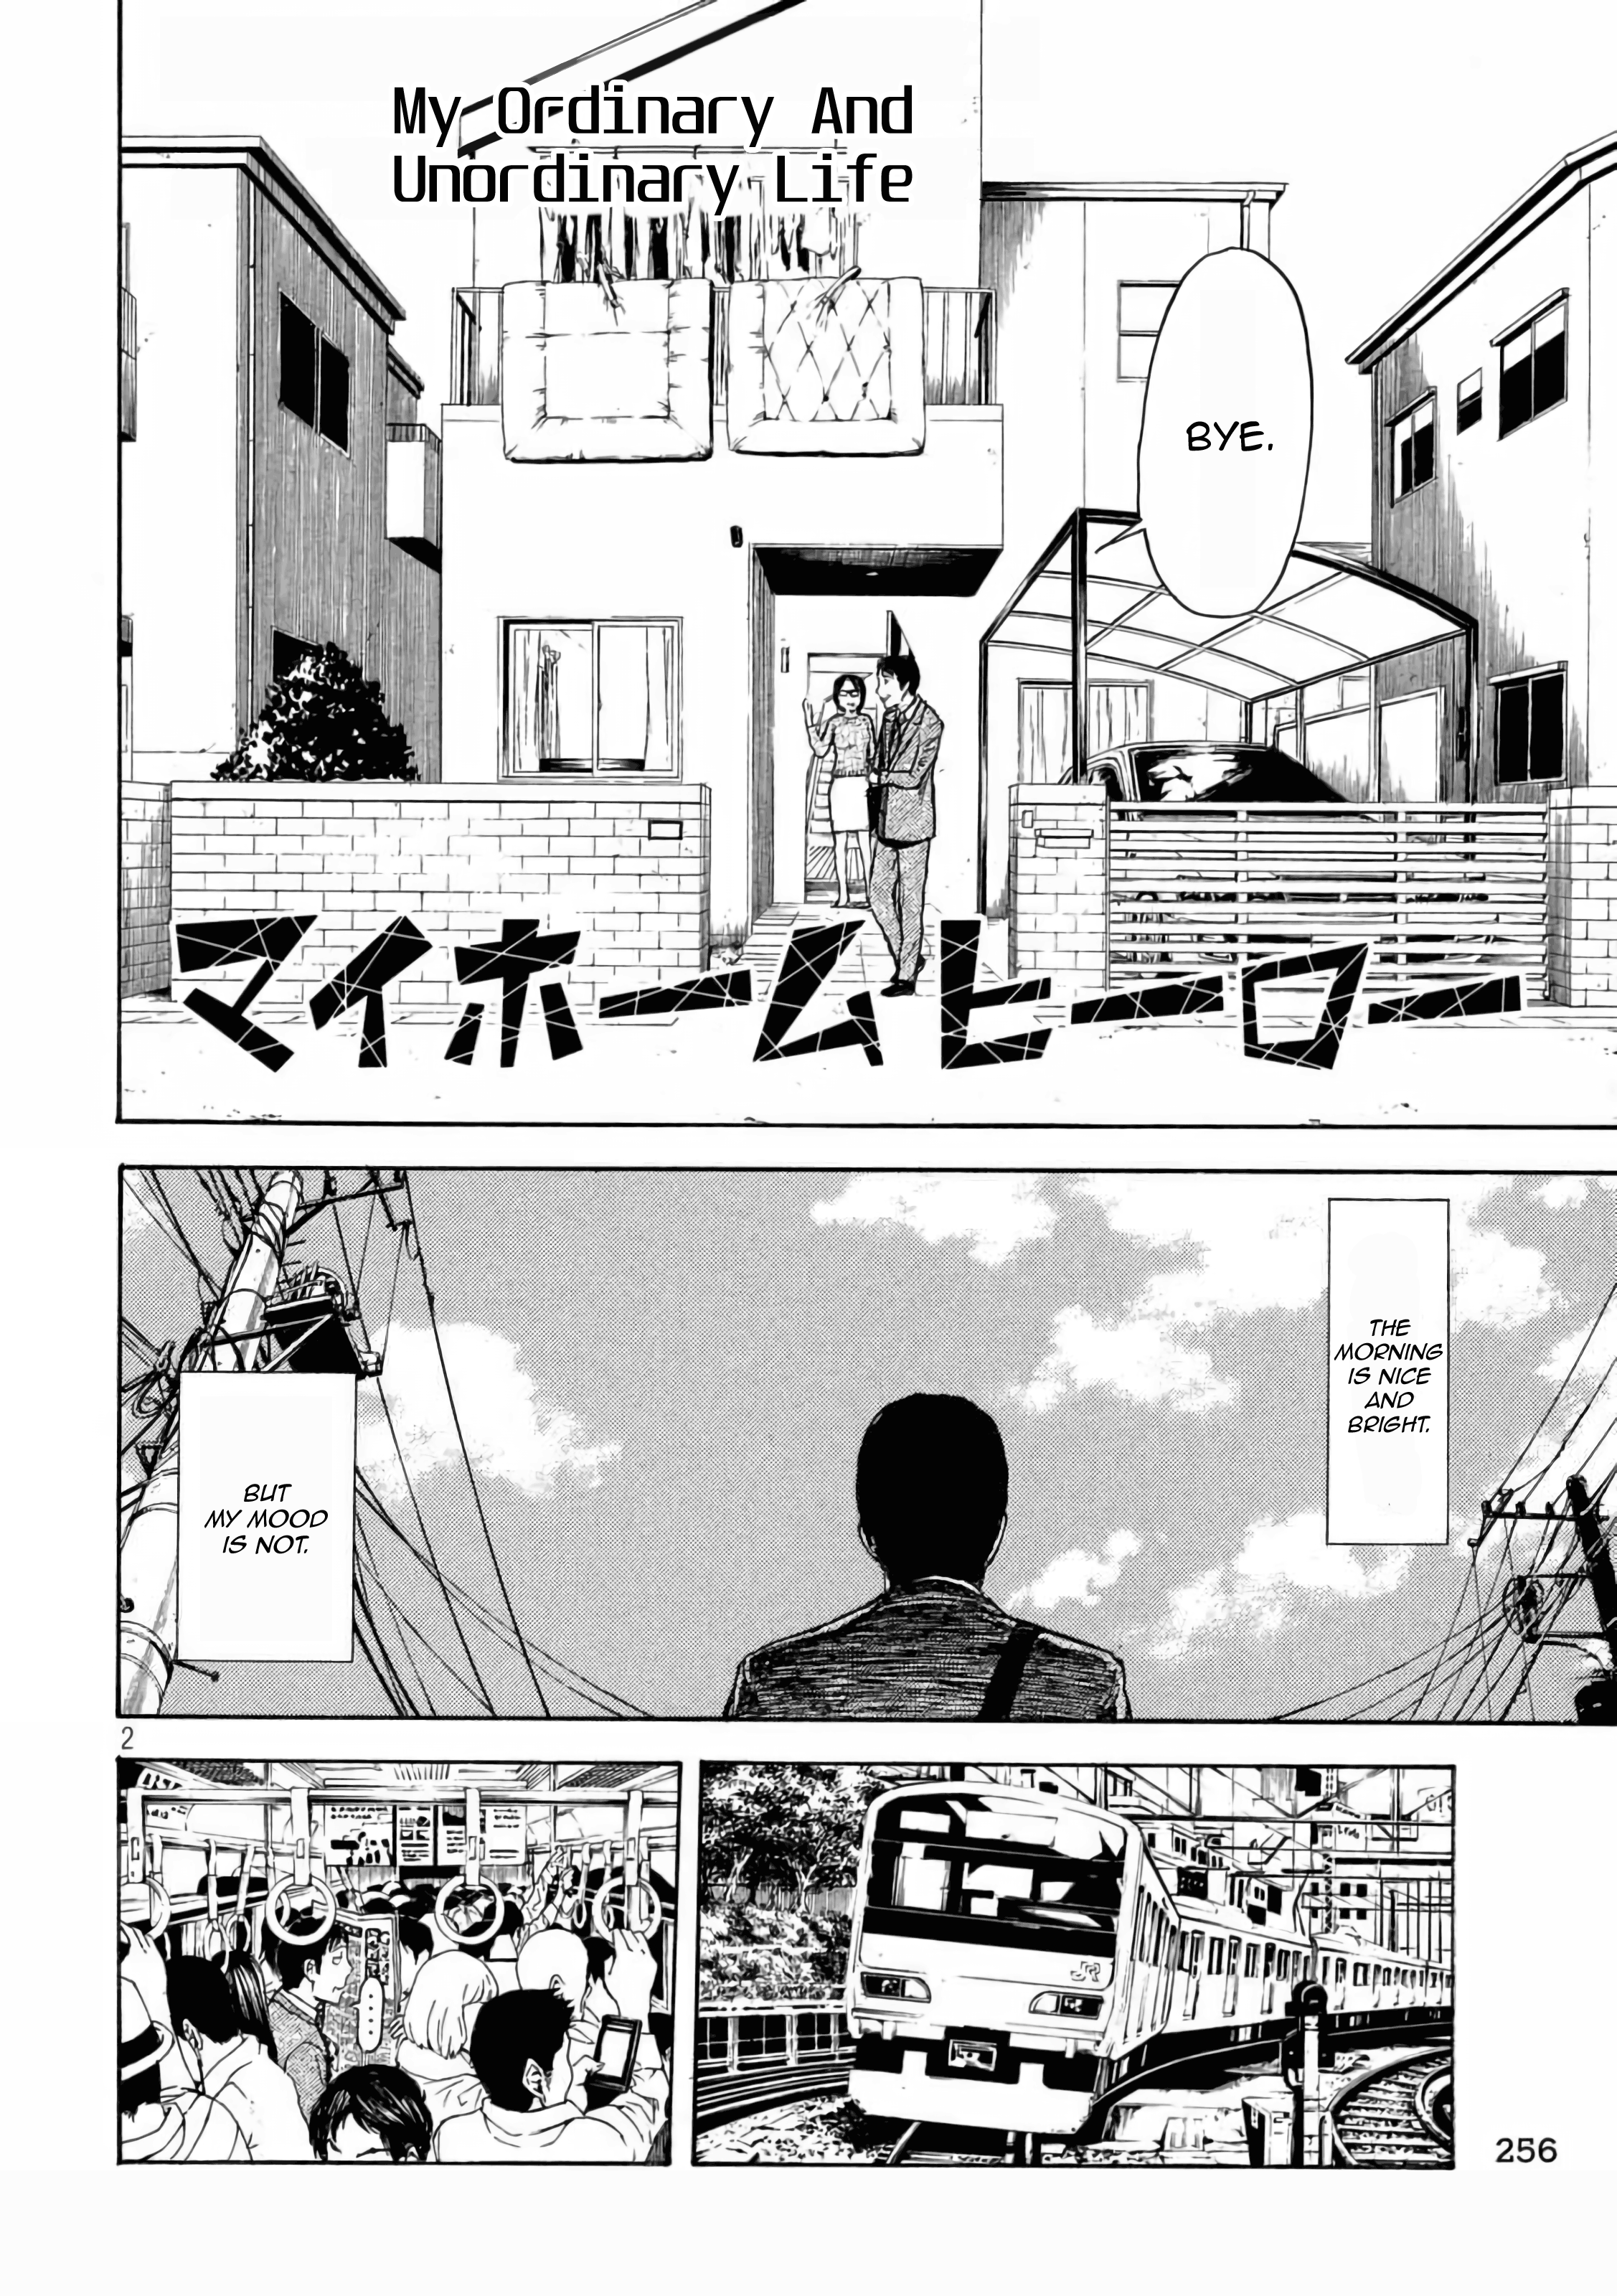 My Ordinary And
Unordinary Life
BYE.
マイホームヒーロー
THE
MORNING
IS NICE
AND
BRIGHT.
BUT
MY MOOD
IS NOT.
2
JR
....
256